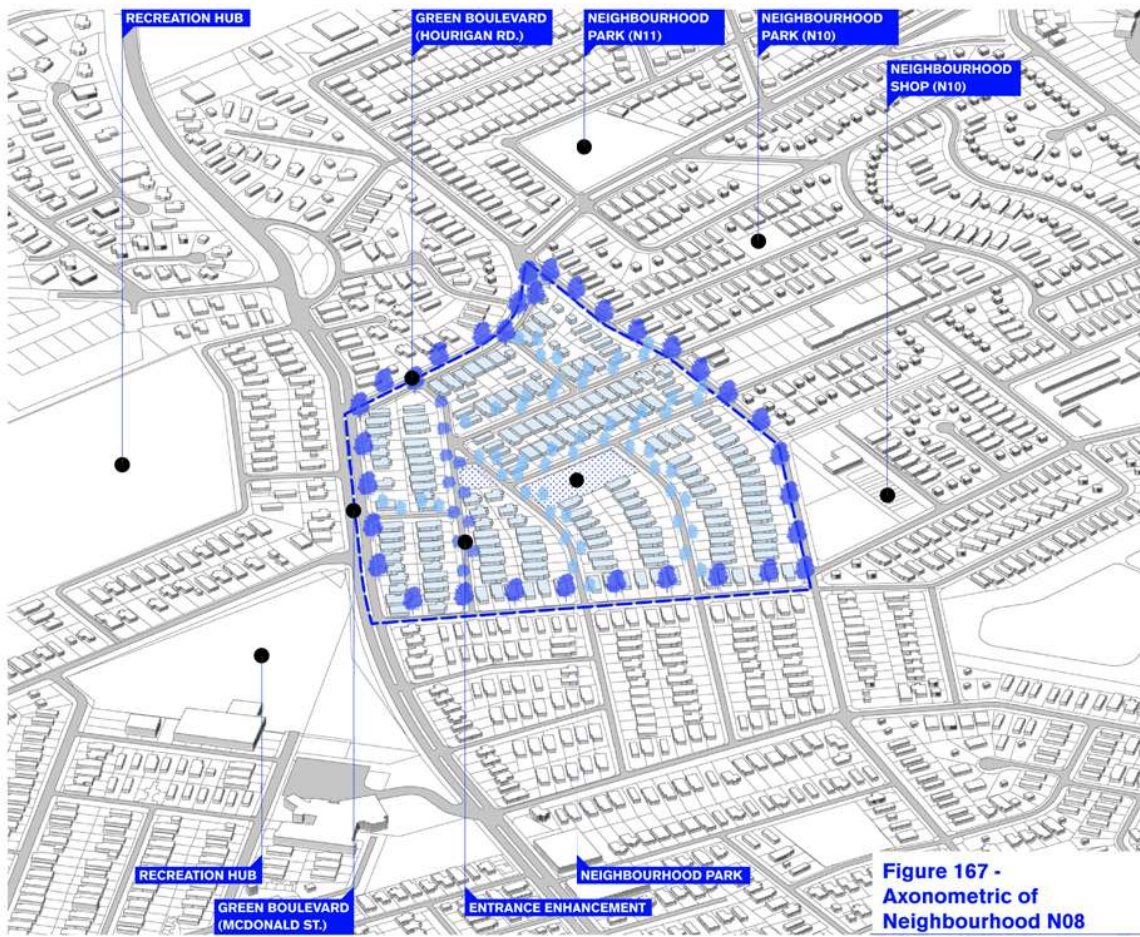 RECREATION HUB
GREEN BOULEVARD
(HOURIGAN RD.)
NEIGHBOURHOOD
PARK (N11)
NEIGHBOURHOOD
PARK (N10)
NEIGHBOURHOOD
SHOP (N10)
RECREATION HUB
GREEN BOULEVARD
(MCDONALD ST.)
ENTRANCE ENHANCEMENT
NEIGHBOURHOOD PARK
Figure 167 -
Axonometric of
Neighbourhood N08